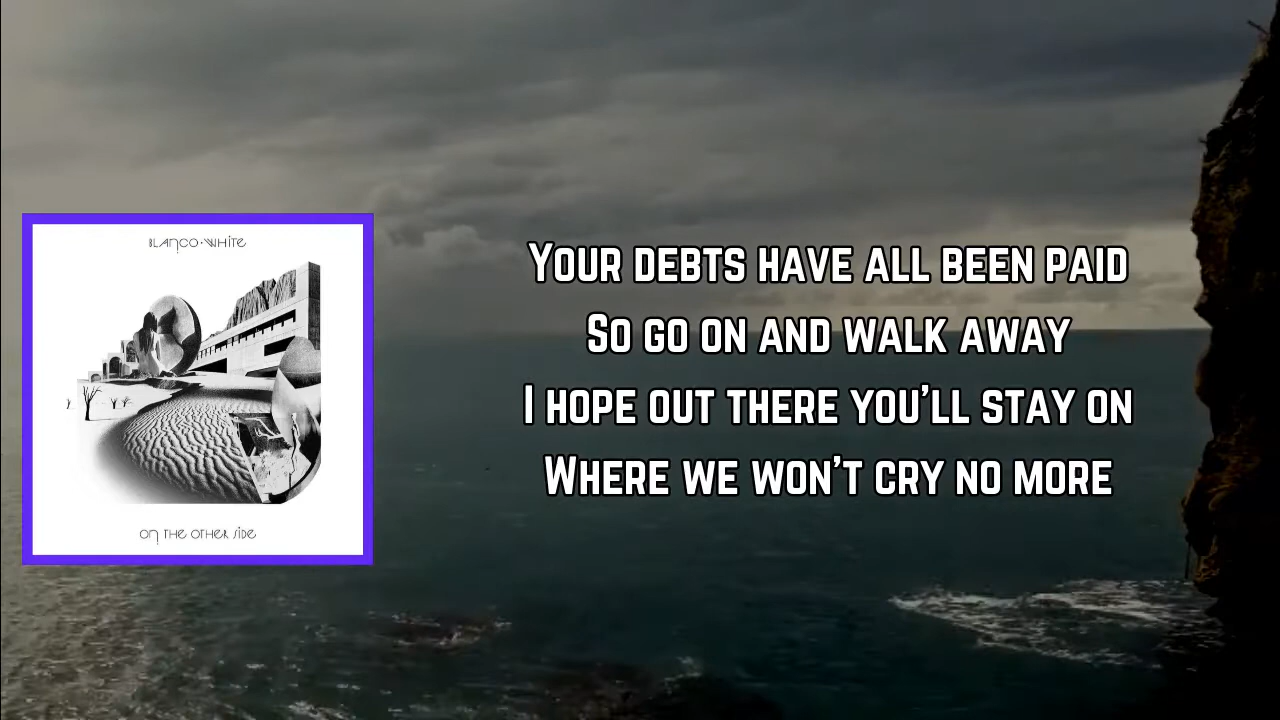 BLANCO·WHITE
ON THE OTHER SIDE
YOUR DEBTS HAVE ALL BEEN PAID
SO GO ON AND WALK AWAY
I HOPE OUT THERE YOU'LL STAY ON
WHERE WE WON'T CRY NO MORE